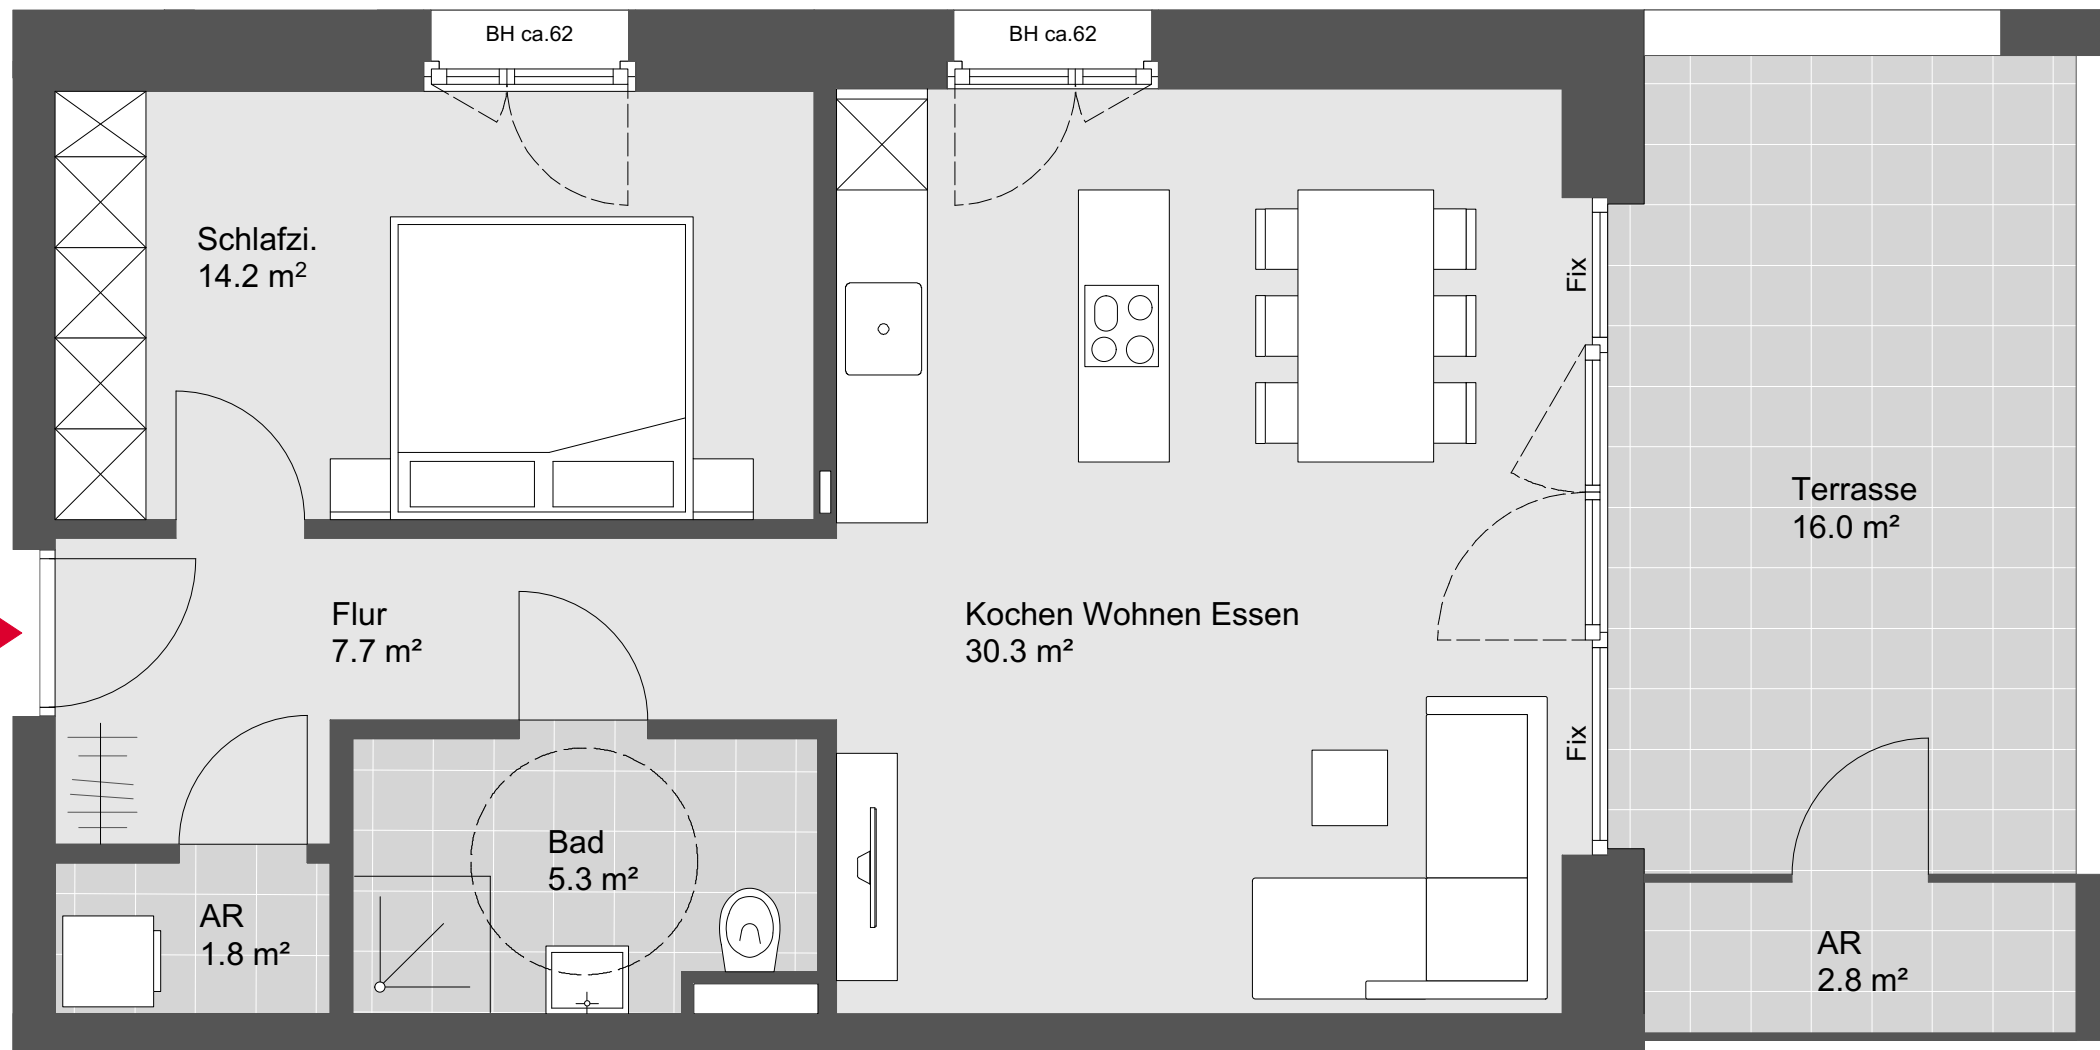 BH ca.62
BH ca.62
Schlafzi.
14.2 m²
Fix
Terrasse
16.0 m²
Flur
7.7 m²
Kochen Wohnen Essen
30.3 m²
Fix
Bad
5.3 m²
AR
1.8 m²
AR
2.8 m²